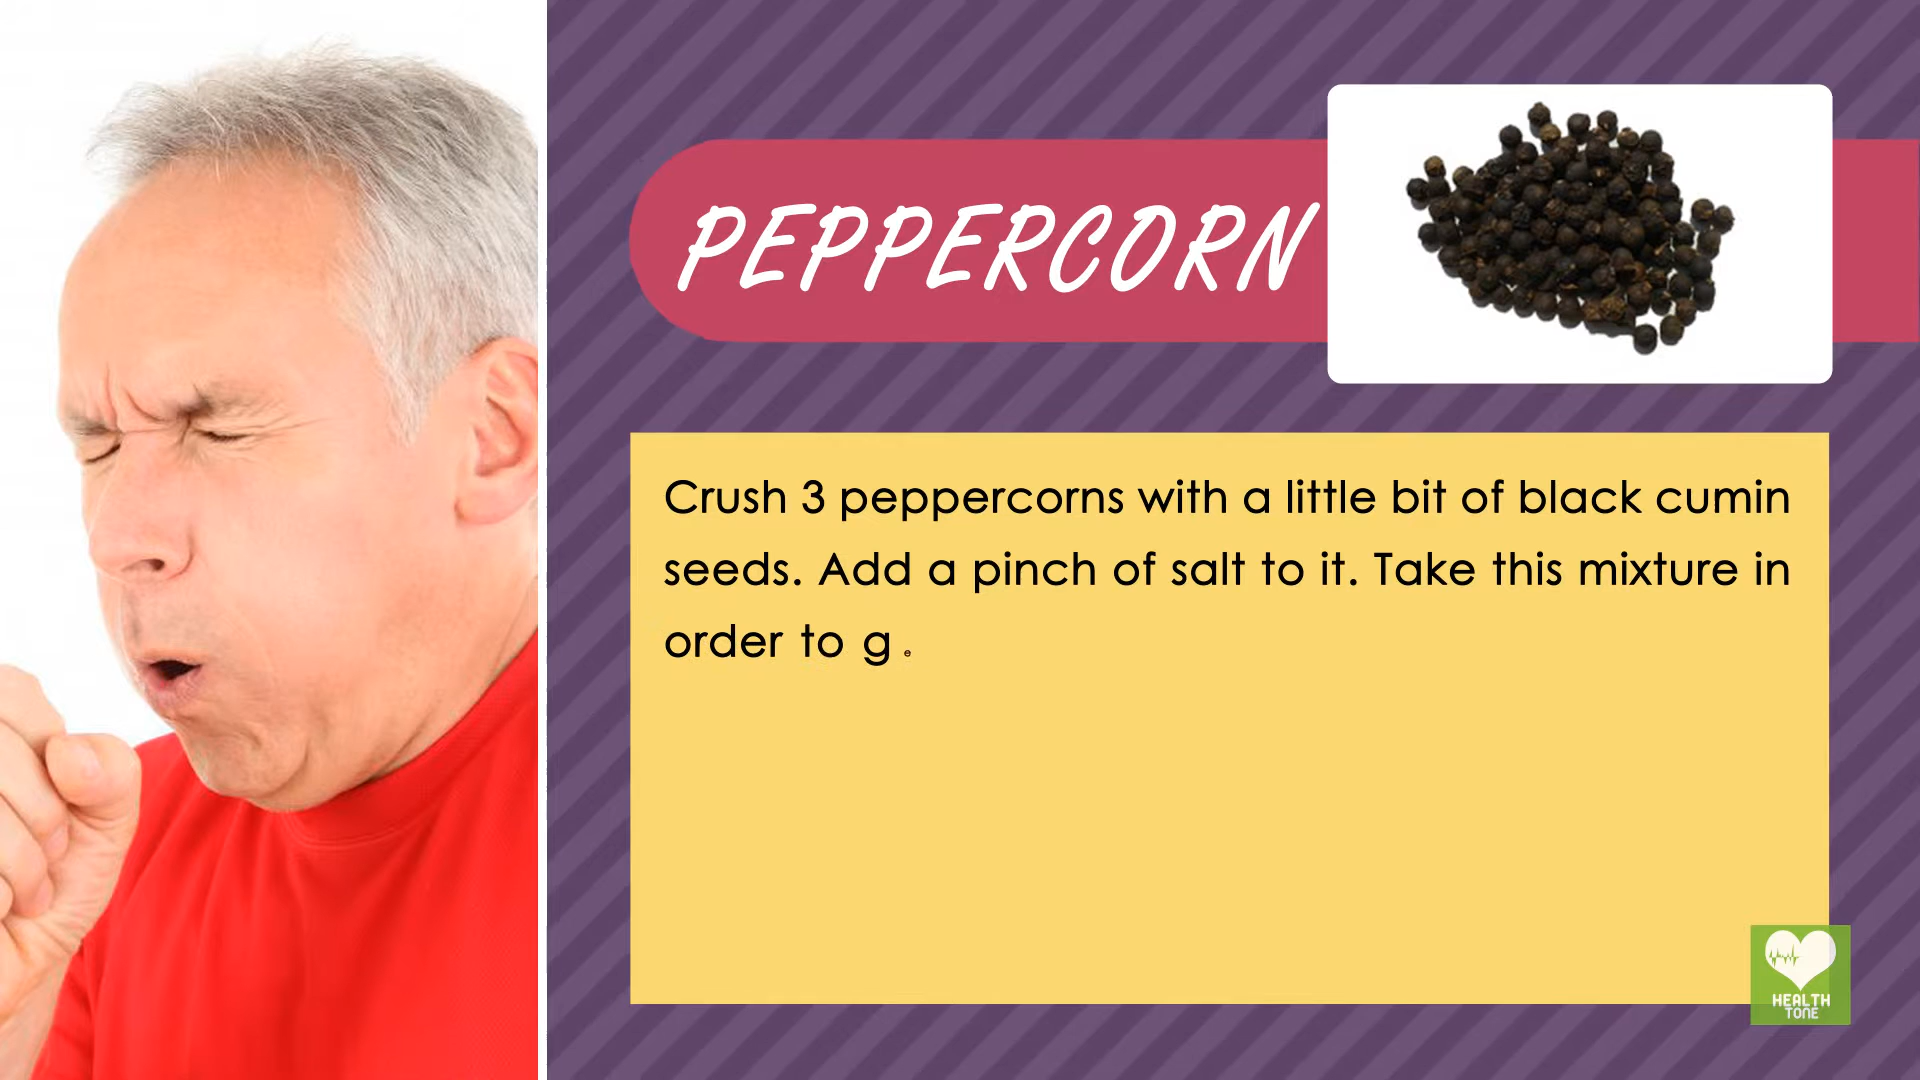 PEPPERCORN
Crush 3 peppercorns with a little bit of black cumin
seeds. Add a pinch of salt to it. Take this mixture in
order to g e
HEALTH
TONE